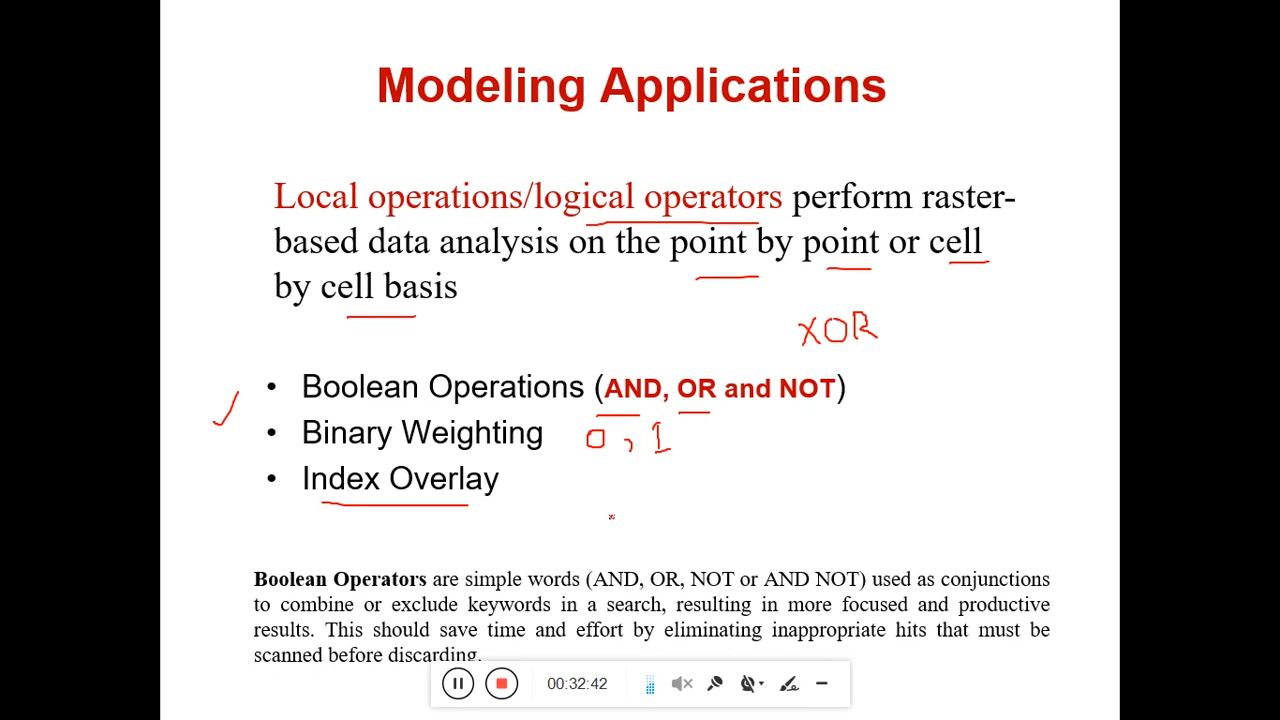 Modeling Applications
Local operations/logical operators perform raster-
based data analysis on the point by point or cell
by cell basis
XOR
• Boolean Operations (AND, OR and NOT)
• Binary Weighting 0, 1
• Index Overlay
Boolean Operators are simple words (AND, OR, NOT or AND NOT) used as conjunctions
to combine or exclude keywords in a search, resulting in more focused and productive
results. This should save time and effort by eliminating inappropriate hits that must be
scanned before discarding.
00:32:42